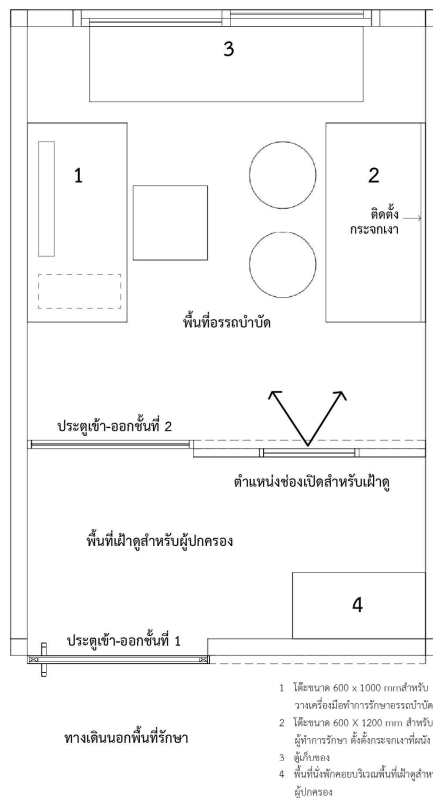 3
1
2
ติดตั้ง
กระจกเงา
พื้นที่อรรถบำบัด
ประตูเข้า-ออกชั้นที่ 2
ตำแหน่งช่องเปิดสำหรับเฝ้าดู
พื้นที่เฝ้าดูสำหรับผู้ปกครอง
4
ประตูเข้า-ออกชั้นที่ 1
ทางเดินนอกพื้นที่รักษา
1 โต๊ะขนาด 600 x 1000 mmสำหรับ
วางเครื่องมือทำการรักษาอรรถบำบัด
2 โต๊ะขนาด 600 X 1200 mm สำหรับ
ผู้ทำการรักษา ตั้งตั้งกระจกเงาที่ผนัง
3 ตู้เก็บของ
4 พื้นที่นั่งพักคอยบริเวณพื้นที่เฝ้าดูสำห
ผู้ปกครอง